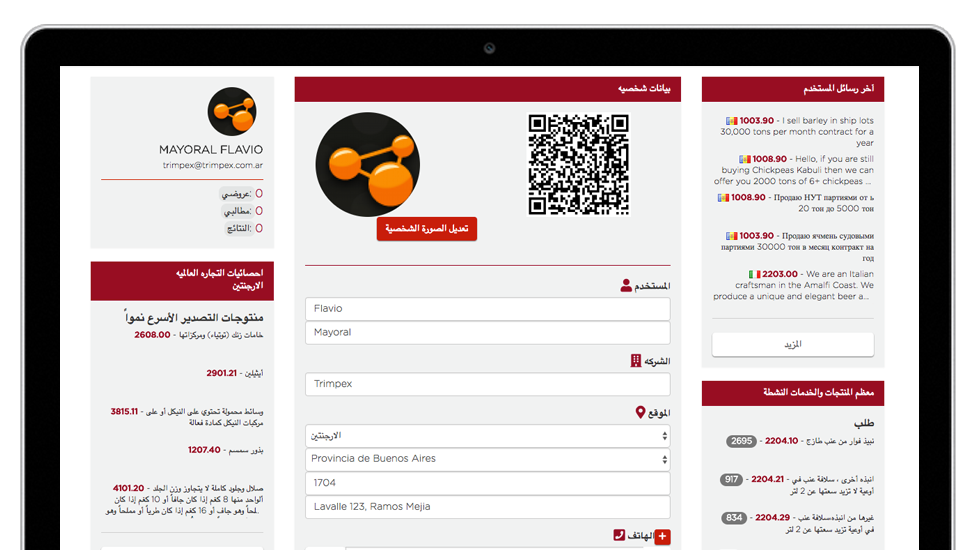 MAYORAL FLAVIO
trimpex@trimpex.com.ar
عروضي: 0
مطالبي: 0
النتائج: 0
احصائيات التجاره العالميه
الارجنتين
منتوجات التصدير الأسرع نمواً
2608.00 - خامات زنك (توتياء) ومركزاتها
2901.21 - أيثيلين
3815.11 - وسائط محمولة تحتوي على النيكل أو على
مركبات النيكل كمادة فعالة
1207.40 - بذور سمسم
4101.20 - صلال وجلود كاملة لا يتجاوز وزن الجلد
الواحد منها 8 كغم إذا كان جافاً أو 10 كغم إذا كان
مملحاً وهو جاف أو 16 كغم إذا كان طرياً أو مملحاً وهو
بيانات شخصيه
تعديل الصورة الشخصية
المستخدم
Flavio
Mayoral
الشركه
Trimpex
الموقع
الارجنتين
Provincia de Buenos Aires
1704
Lavalle 123, Ramos Mejia
الهاتف
آخر رسائل المستخدم
1003.90 - I sell barley in ship lots
30,000 tons per month contract for a
year
1008.90 - Hello, if you are still
buying Chickpeas Kabuli then we can
offer you 2000 tons of 6+ chickpeas ...
1008.90 - Продаю НУТ партиями от ь
20 тон до 5000 тон
1003.90 - Продаю ячмень судовыми
партиями 30000 тон в месяц контракт на
год
2203.00 - We are an Italian
craftsman in the Amalfi Coast. We
produce a unique and elegant beer a...
المزيد
معظم المنتجات والخدمات النشطة
طلب
2204.10 - نبيذ فوار من عنب طازج 2695
2204.21 - انبذه أخرى ، سلافة عنب في 917
أوعية لا تزيد سعتها عن 2 لتر
2204.29 - غيرها من انبذه،سلافة عنب 834
في أوعية تزيد سعتها عن 2 لتر